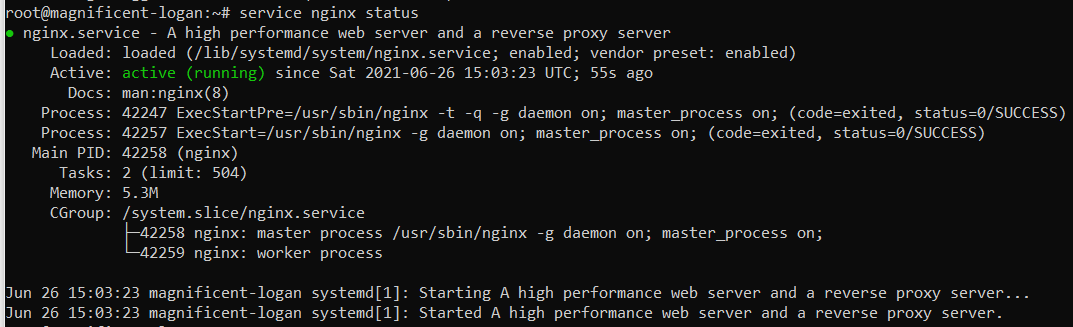 root@magnificent-logan:~# service nginx status
● nginx.service - A high performance web server and a reverse proxy server
Loaded: loaded (/lib/systemd/system/nginx.service; enabled; vendor preset: enabled)
Active: active (running) since Sat 2021-06-26 15:03:23 UTC; 55s ago
Docs: man:nginx(8)
Process: 42247 ExecStartPre=/usr/sbin/nginx -t -q -g daemon on; master_process on; (code=exited, status=0/SUCCESS)
Process: 42257 ExecStart=/usr/sbin/nginx -g daemon on; master_process on; (code=exited, status=0/SUCCESS)
Main PID: 42258 (nginx)
Tasks: 2 (limit: 504)
Memory: 5.3M
CGroup: /system.slice/nginx.service
├─42258 nginx: master process /usr/sbin/nginx -g daemon on; master_process on;
└─42259 nginx: worker process
Jun 26 15:03:23 magnificent-logan systemd[1]: Starting A high performance web server and a reverse proxy server...
Jun 26 15:03:23 magnificent-logan systemd[1]: Started A high performance web server and a reverse proxy server.